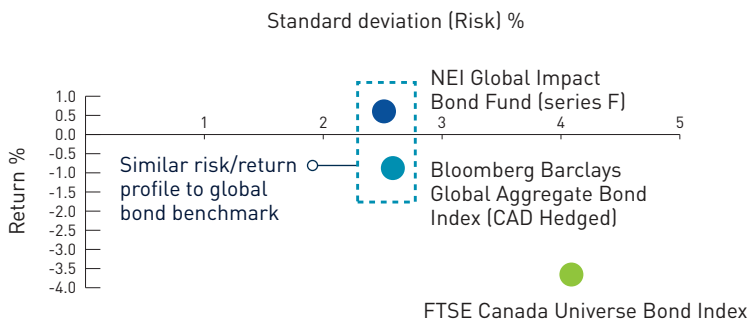 Standard deviation (Risk) %
NEI Global Impact
Bond Fund (series F)
1.0
0.5
0.0
-0.5
-1.0
-1.5
-2.0
-2.5
-3.0
-3.5
-4.0
1 2 3 4 5
Return %
Similar risk/return
profile to global
bond benchmark
Bloomberg Barclays
Global Aggregate Bond
Index (CAD Hedged)
FTSE Canada Universe Bond Index